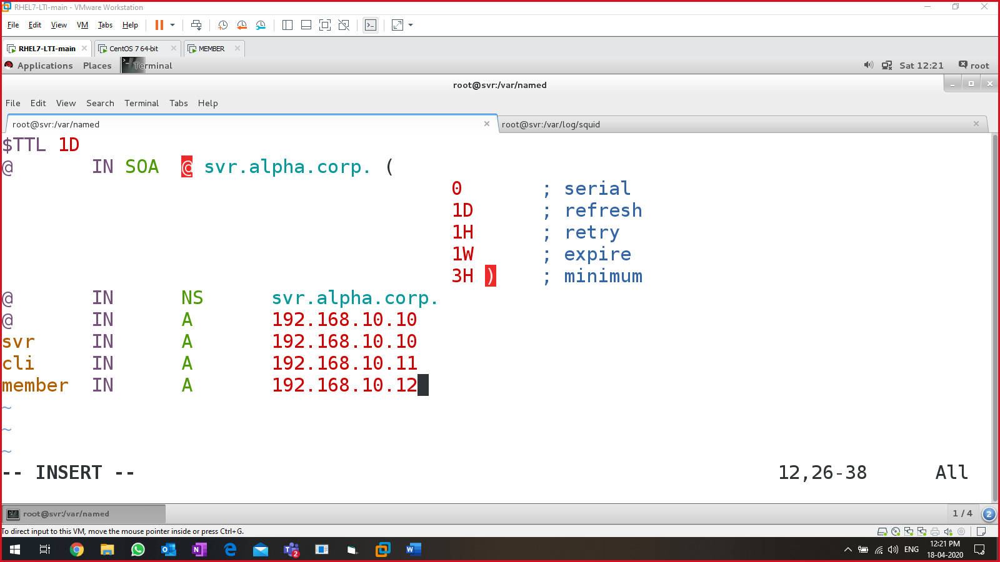 RHEL7-LTI-main - VMware Workstation
File Edit View VM Tabs Help
RHEL7-LTI-main CentOS 7 64-bit MEMBER
Applications Places Terminal Sat 12:21 root
root@svr:/var/named
File Edit View Search Terminal Tabs Help
root@svr:/var/named root@svr:/var/log/squid
$TTL 1D
@ IN SOA @ svr.alpha.corp. (
0 ; serial
1D ; refresh
1H ; retry
1W ; expire
3H ) ; minimum
@ IN NS svr.alpha.corp.
@ IN A 192.168.10.10
svr IN A 192.168.10.10
cli IN A 192.168.10.11
member IN A 192.168.10.12
~
~
~
-- INSERT -- 12,26-38 All
root@svr:/var/named 1 / 4 2
To direct input to this VM, move the mouse pointer inside or press Ctrl+G.
2 ENG 12:21 PM
18-04-2020